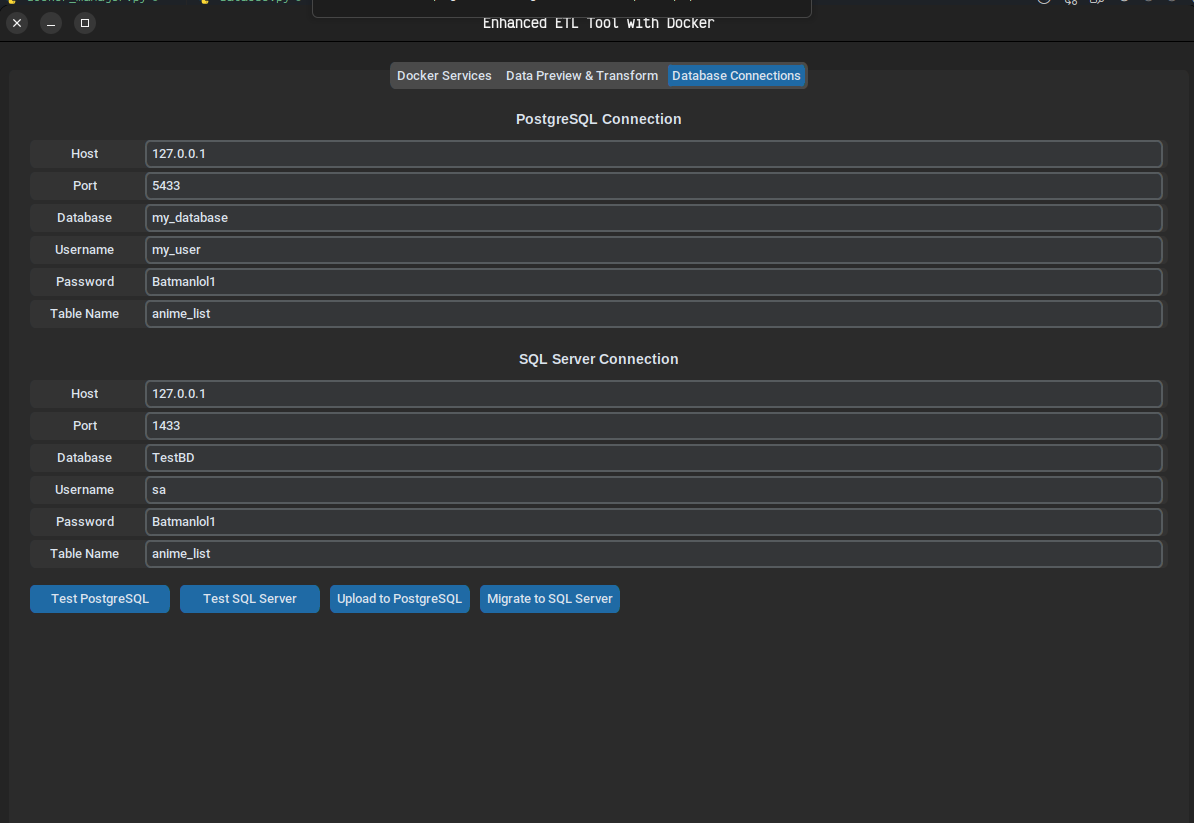 Enhanced ETL Tool with Docker
Docker Services Data Preview & Transform Database Connections
PostgreSQL Connection
Host 127.0.0.1
Port 5433
Database my_database
Username my_user
Password Batmanlol1
Table Name anime_list
SQL Server Connection
Host 127.0.0.1
Port 1433
Database TestBD
Username sa
Password Batmanlol1
Table Name anime_list
Test PostgreSQL Test SQL Server Upload to PostgreSQL Migrate to SQL Server